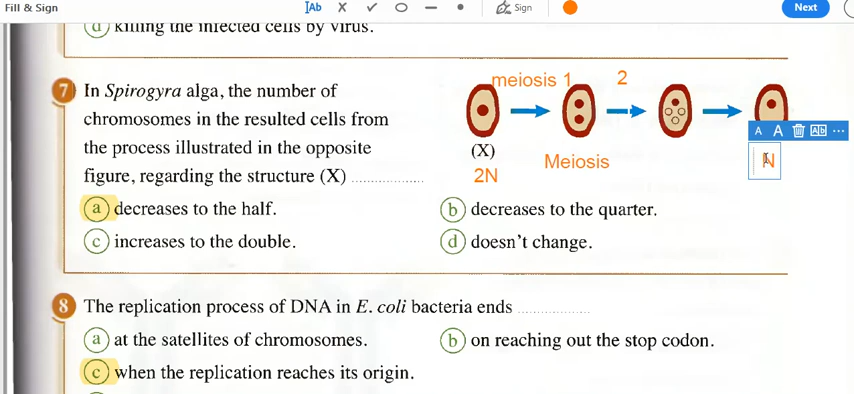 Fill & Sign
Ab
Sign
Next
d killing the infected cells by virus.
7 In Spirogyra alga, the number of
chromosomes in the resulted cells from
the process illustrated in the opposite
figure, regarding the structure (X) ....................
meiosis 1
2
(X)
2N
Meiosis
A A Ab ...
N
a decreases to the half.
b decreases to the quarter.
c increases to the double.
d doesn't change.
8 The replication process of DNA in E. coli bacteria ends ....................
a at the satellites of chromosomes.
b on reaching out the stop codon.
c when the replication reaches its origin.